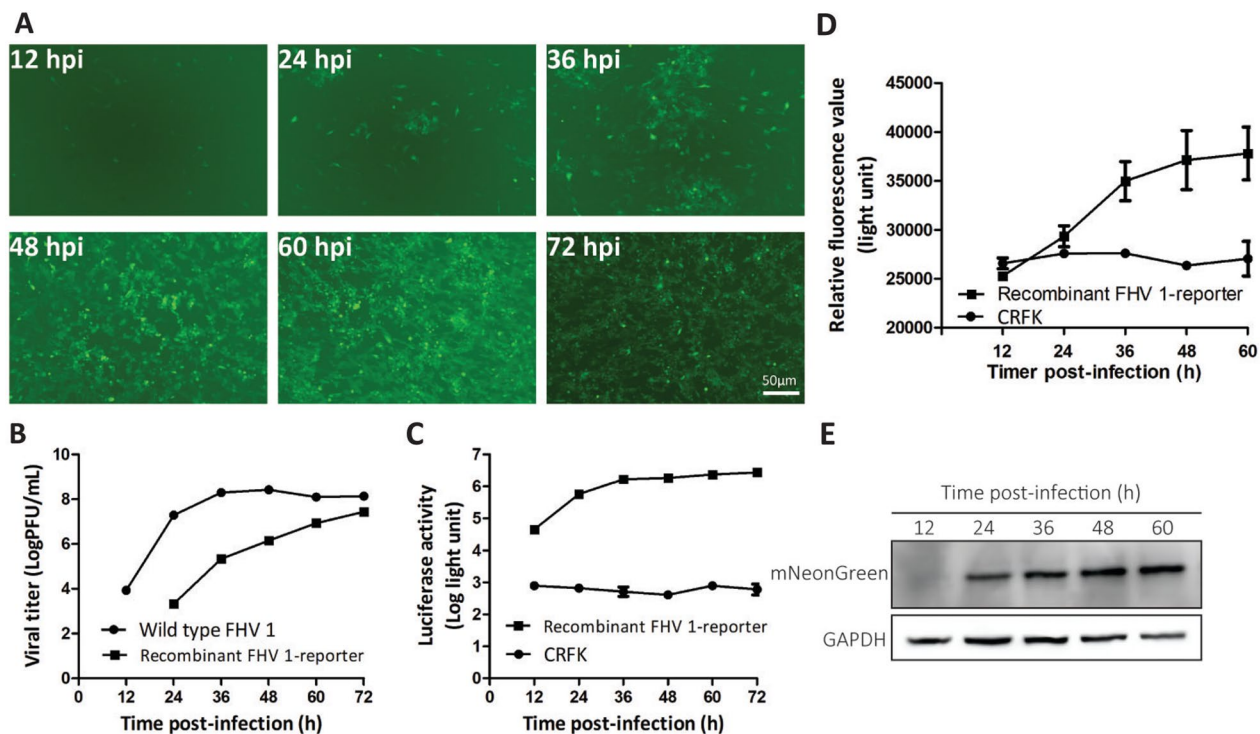 A
12 hpi
24 hpi
36 hpi
48 hpi
60 hpi
72 hpi
50µm
B
Viral titer (LogPFU/mL)
10
8
6
4
2
0
Wild type FHV 1
Recombinant FHV 1-reporter
0 12 24 36 48 60 72
Time post-infection (h)
C
Luciferase activity
(Log light unit)
7
6
5
4
3
2
1
0
Recombinant FHV 1-reporter
CRFK
0 12 24 36 48 60 72
Time post-infection (h)
D
Relative fluorescence value
(light unit)
45000
40000
35000
30000
25000
20000
Recombinant FHV 1-reporter
CRFK
12 24 36 48 60
Timer post-infection (h)
E
Time post-infection (h)
12 24 36 48 60
mNeonGreen
GAPDH